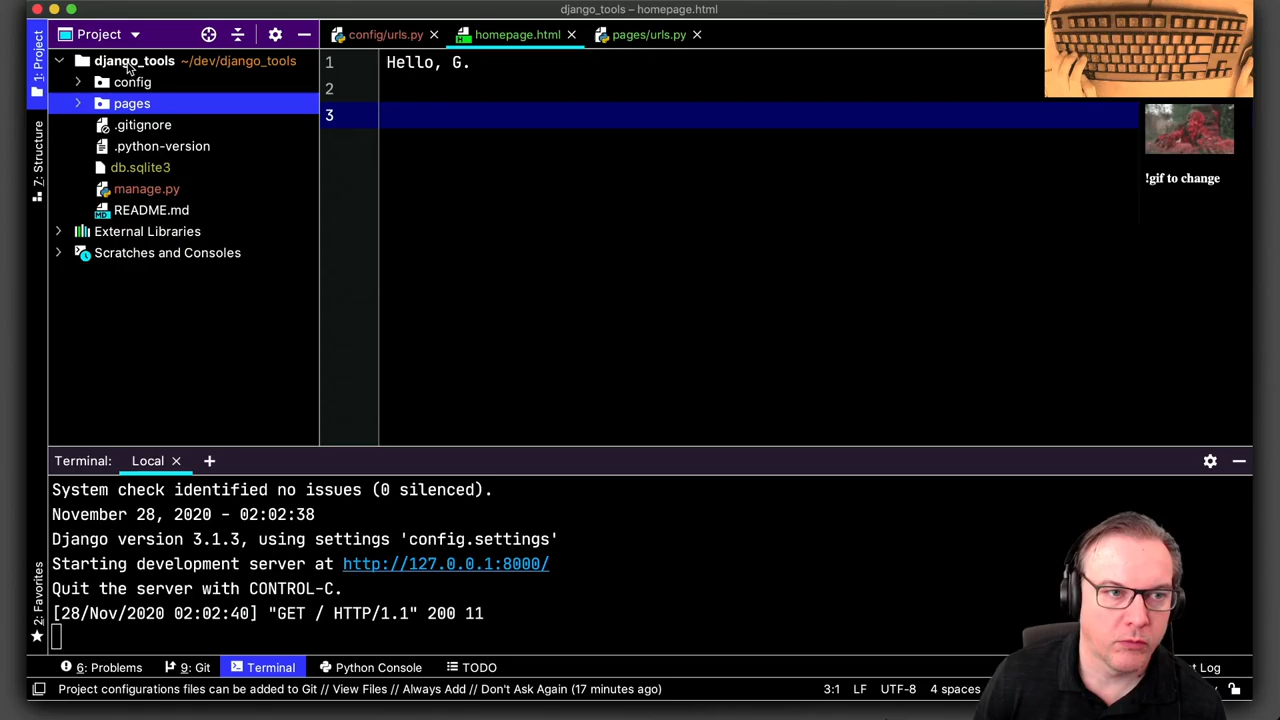 django_tools – homepage.html
Project
config/urls.py
homepage.html
pages/urls.py
1: Project
7: Structure
2: Favorites
django_tools ~/dev/django_tools
config
pages
.gitignore
.python-version
db.sqlite3
manage.py
README.md
External Libraries
Scratches and Consoles
1 Hello, G.
2
3
!gif to change
Terminal: Local
System check identified no issues (0 silenced).
November 28, 2020 - 02:02:38
Django version 3.1.3, using settings 'config.settings'
Starting development server at http://127.0.0.1:8000/
Quit the server with CONTROL-C.
[28/Nov/2020 02:02:40] "GET / HTTP/1.1" 200 11
6: Problems
9: Git
Terminal
Python Console
TODO
Log
Project configurations files can be added to Git // View Files // Always Add // Don't Ask Again (17 minutes ago)
3:1 LF UTF-8 4 spaces